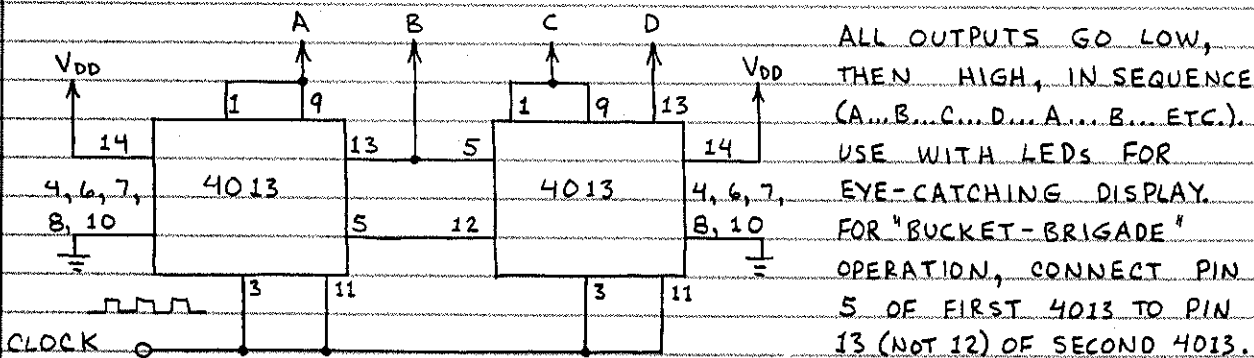 A B C D
ALL OUTPUTS GO LOW,
VDD VDD
THEN HIGH, IN SEQUENCE
1 9 1 9 13
(A...B...C...D...A...B...ETC.).
14 13 5 14
USE WITH LEDs FOR
4, 6, 7, 4013 4013 4, 6, 7,
EYE-CATCHING DISPLAY.
8, 10 5 12 8, 10
FOR "BUCKET-BRIGADE"
OPERATION, CONNECT PIN
3 11 3 11
5 OF FIRST 4013 TO PIN
CLOCK
13 (NOT 12) OF SECOND 4013.